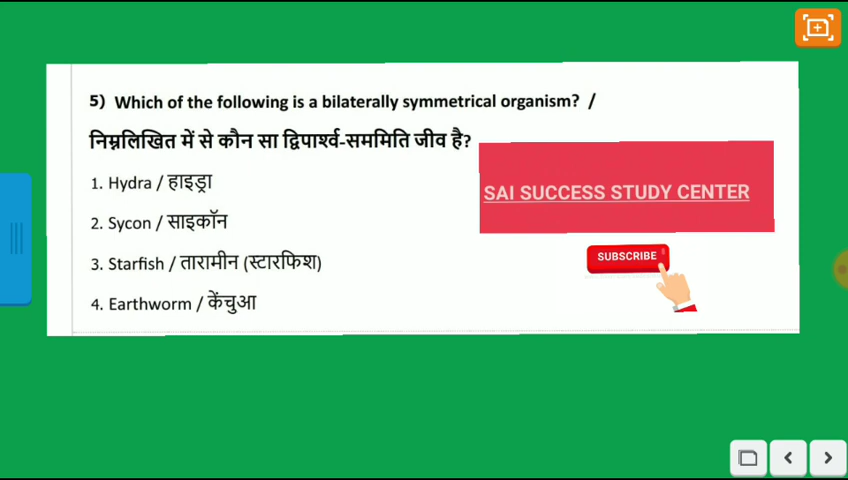 5) Which of the following is a bilaterally symmetrical organism? /
निम्नलिखित में से कौन सा द्विपार्श्व-सममिति जीव है?
1. Hydra / हाइड्रा
2. Sycon / साइकॉन
3. Starfish / तारामीन (स्टारफिश)
4. Earthworm / केंचुआ
SAI SUCCESS STUDY CENTER
SUBSCRIBE